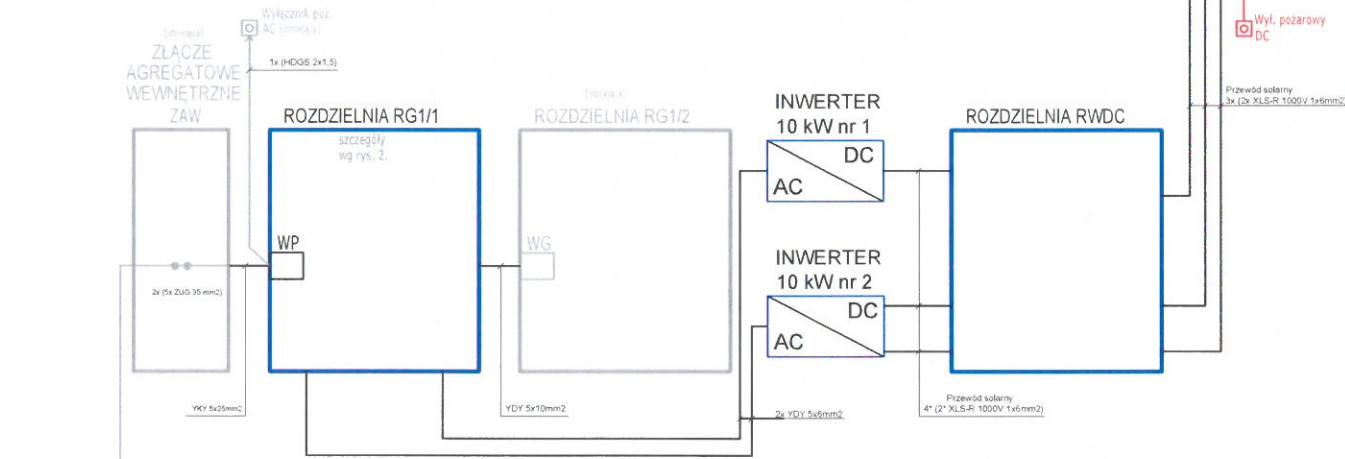 Wyłącznik poż.
AC (istniejący)
Wył. pożarowy
DC
(istniejąca)
ZŁĄCZE
AGREGATOWE
WEWNĘTRZNE
ZAW
1x (HDGS 2x1,5)
ROZDZIELNIA RG1/1
szczegóły
wg rys. 2.
ROZDZIELNIA RG1/2
INWERTER
10 kW nr 1
DC
AC
ROZDZIELNIA RWDC
Przewód solarny
3x (2x XLS-R 1000V 1x6mm2)
WP
WG
2x (5x ZUG 35 mm2)
INWERTER
10 kW nr 2
DC
AC
YKY 5x25mm2
YDY 5x10mm2
2x YDY 5x6mm2
Przewód solarny
4* (2* XLS-R 1000V 1x6mm2)